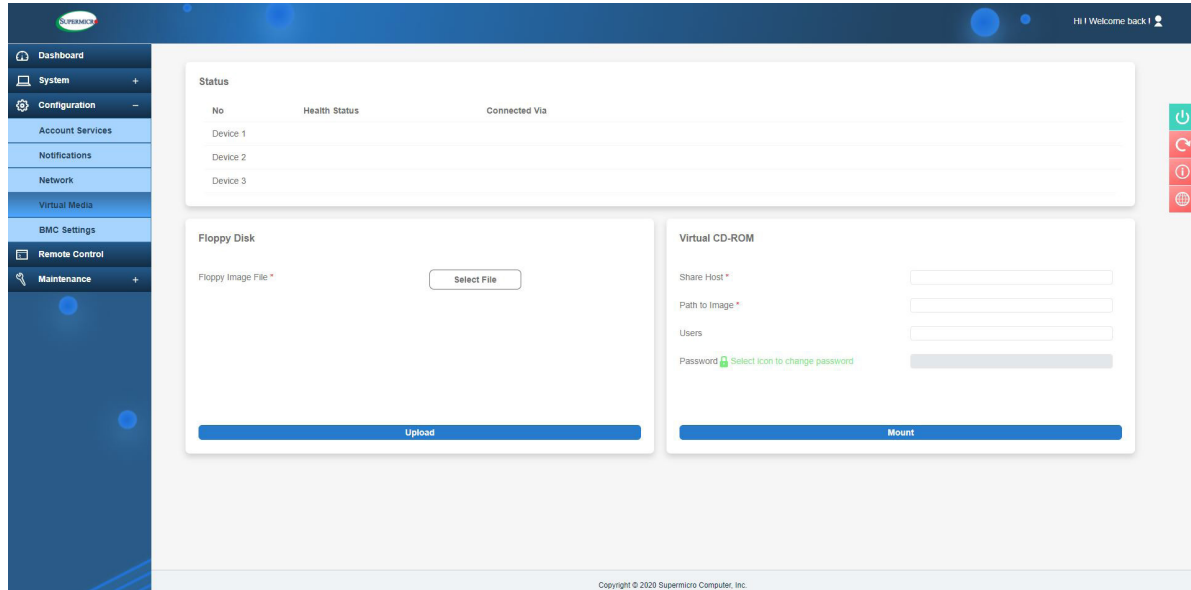 SUPERMICRO
Hi ! Welcome back !
Dashboard
System +
Configuration −
Account Services
Notifications
Network
Virtual Media
BMC Settings
Remote Control
Maintenance +
Status
No Health Status Connected Via
Device 1
Device 2
Device 3
Floppy Disk
Floppy Image File *
Select File
Upload
Virtual CD-ROM
Share Host *
Path to Image *
Users
Password Select icon to change password
Mount
Copyright © 2020 Supermicro Computer, Inc.